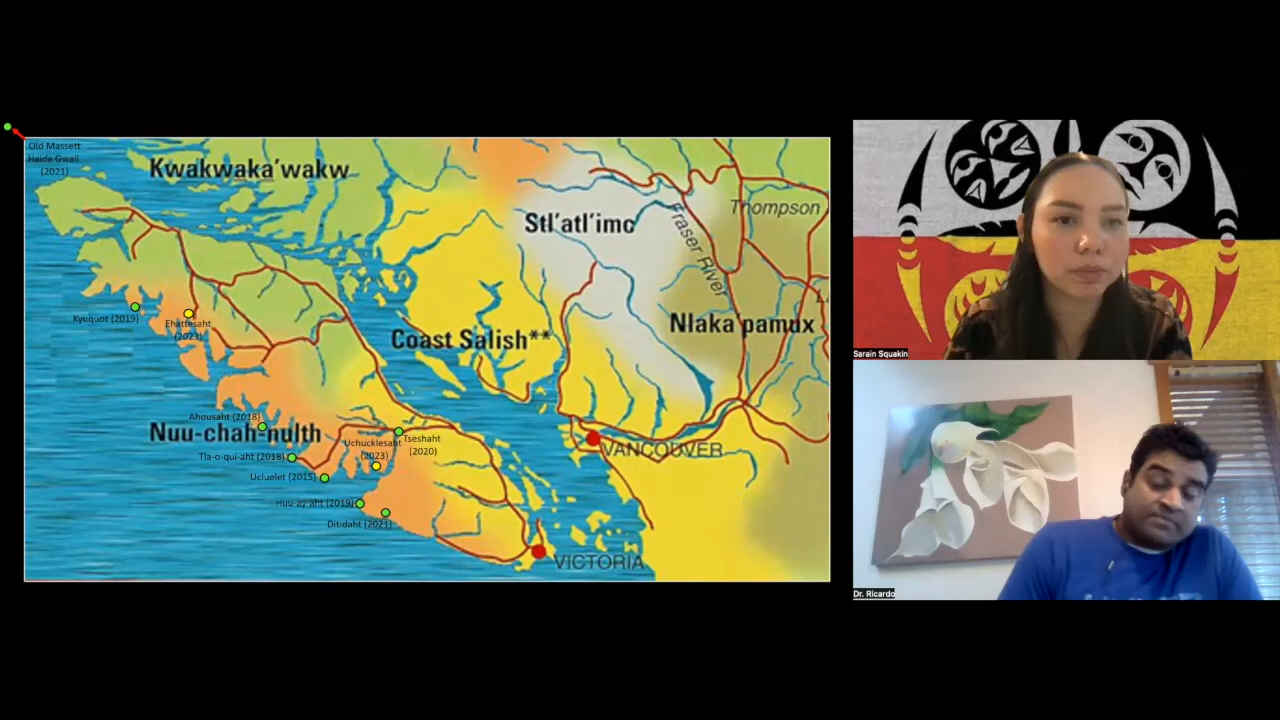 Old Massett
Haida Gwaii
(2021)
Kwakwaka'wakw
Stl'atl'imc
Thompson
Fraser River
Kyuquot (2019)
Ehattesaht
(2023)
Coast Salish**
Nlaka'pamux
Ahousaht (2018)
Nuu-chah-nulth
Uchucklesaht
(2023)
Tseshaht
(2020)
Tla-o-qui-aht (2018)
Ucluelet (2015)
Huu-ay-aht (2019)
Ditidaht (2021)
VANCOUVER
VICTORIA
Sarain Squakin
Dr. Ricardo